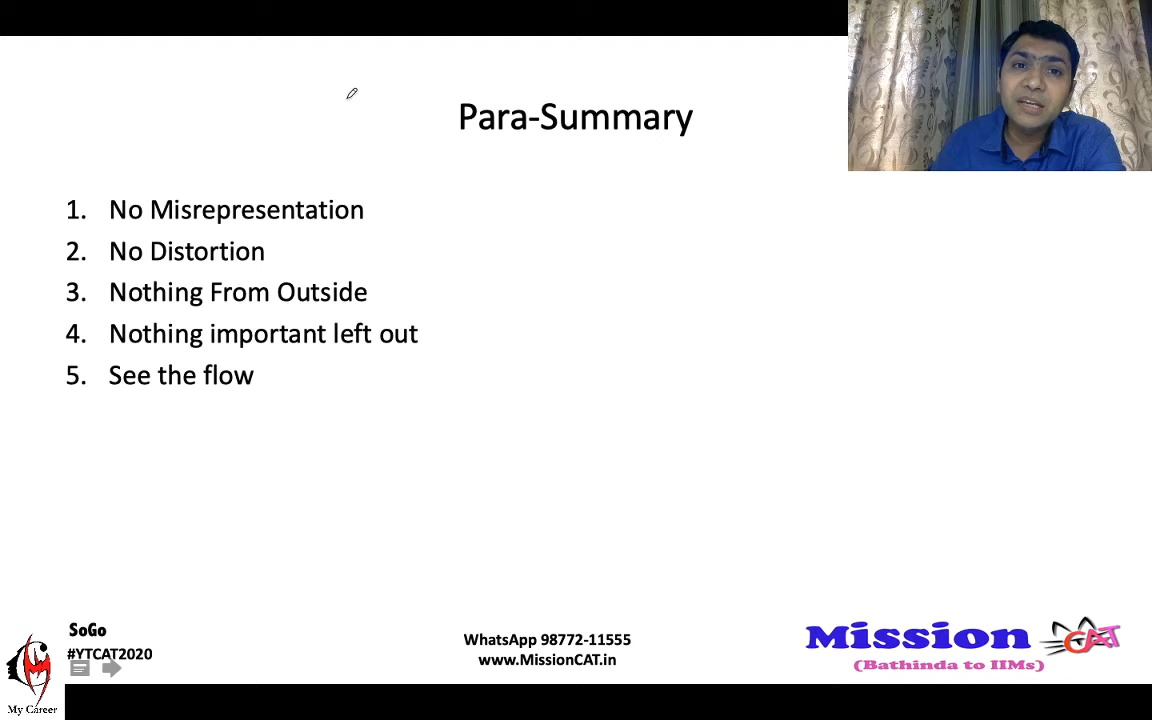 Para-Summary
1. No Misrepresentation
2. No Distortion
3. Nothing From Outside
4. Nothing important left out
5. See the flow
SoGo
#YTCAT2020
My Career
WhatsApp 98772-11555
www.MissionCAT.in
Mission CAT
(Bathinda to IIMs)